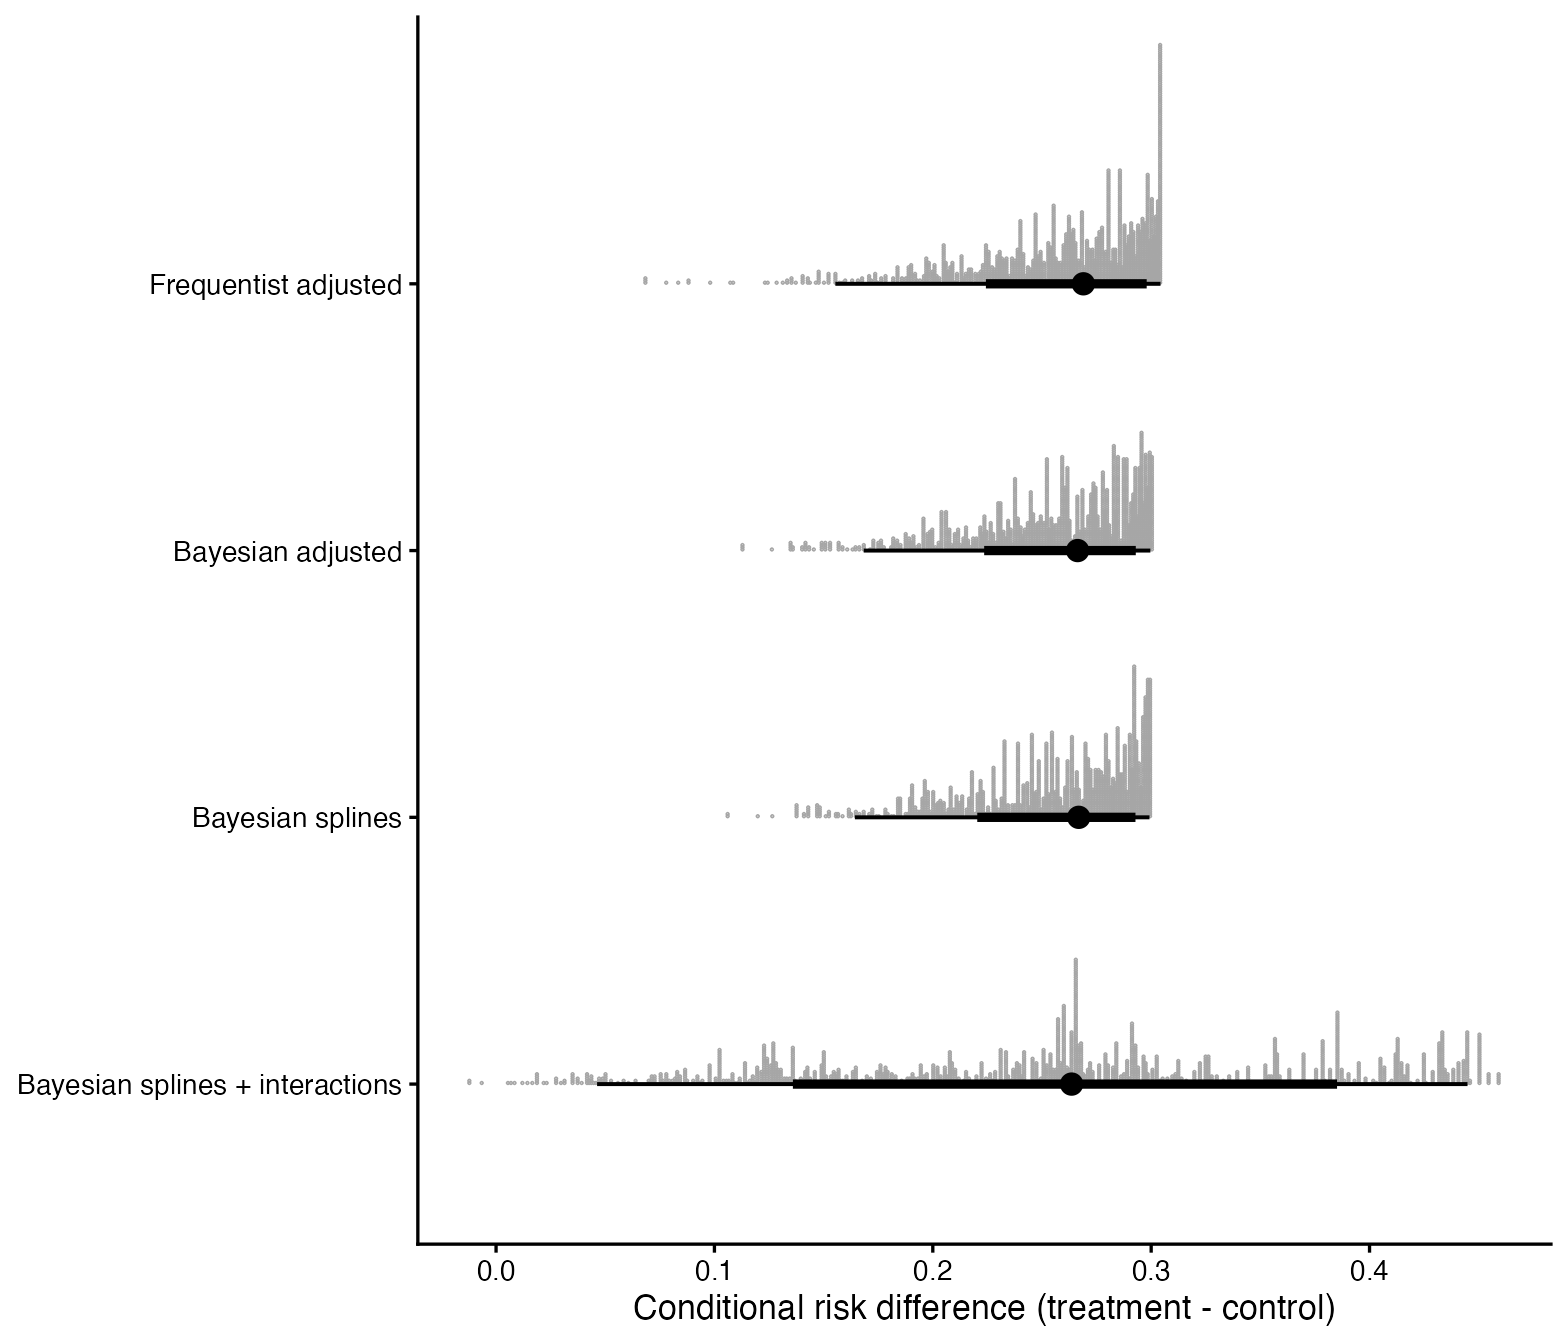 Frequentist adjusted
Bayesian adjusted
Bayesian splines
Bayesian splines + interactions
0.0 0.1 0.2 0.3 0.4
Conditional risk difference (treatment - control)